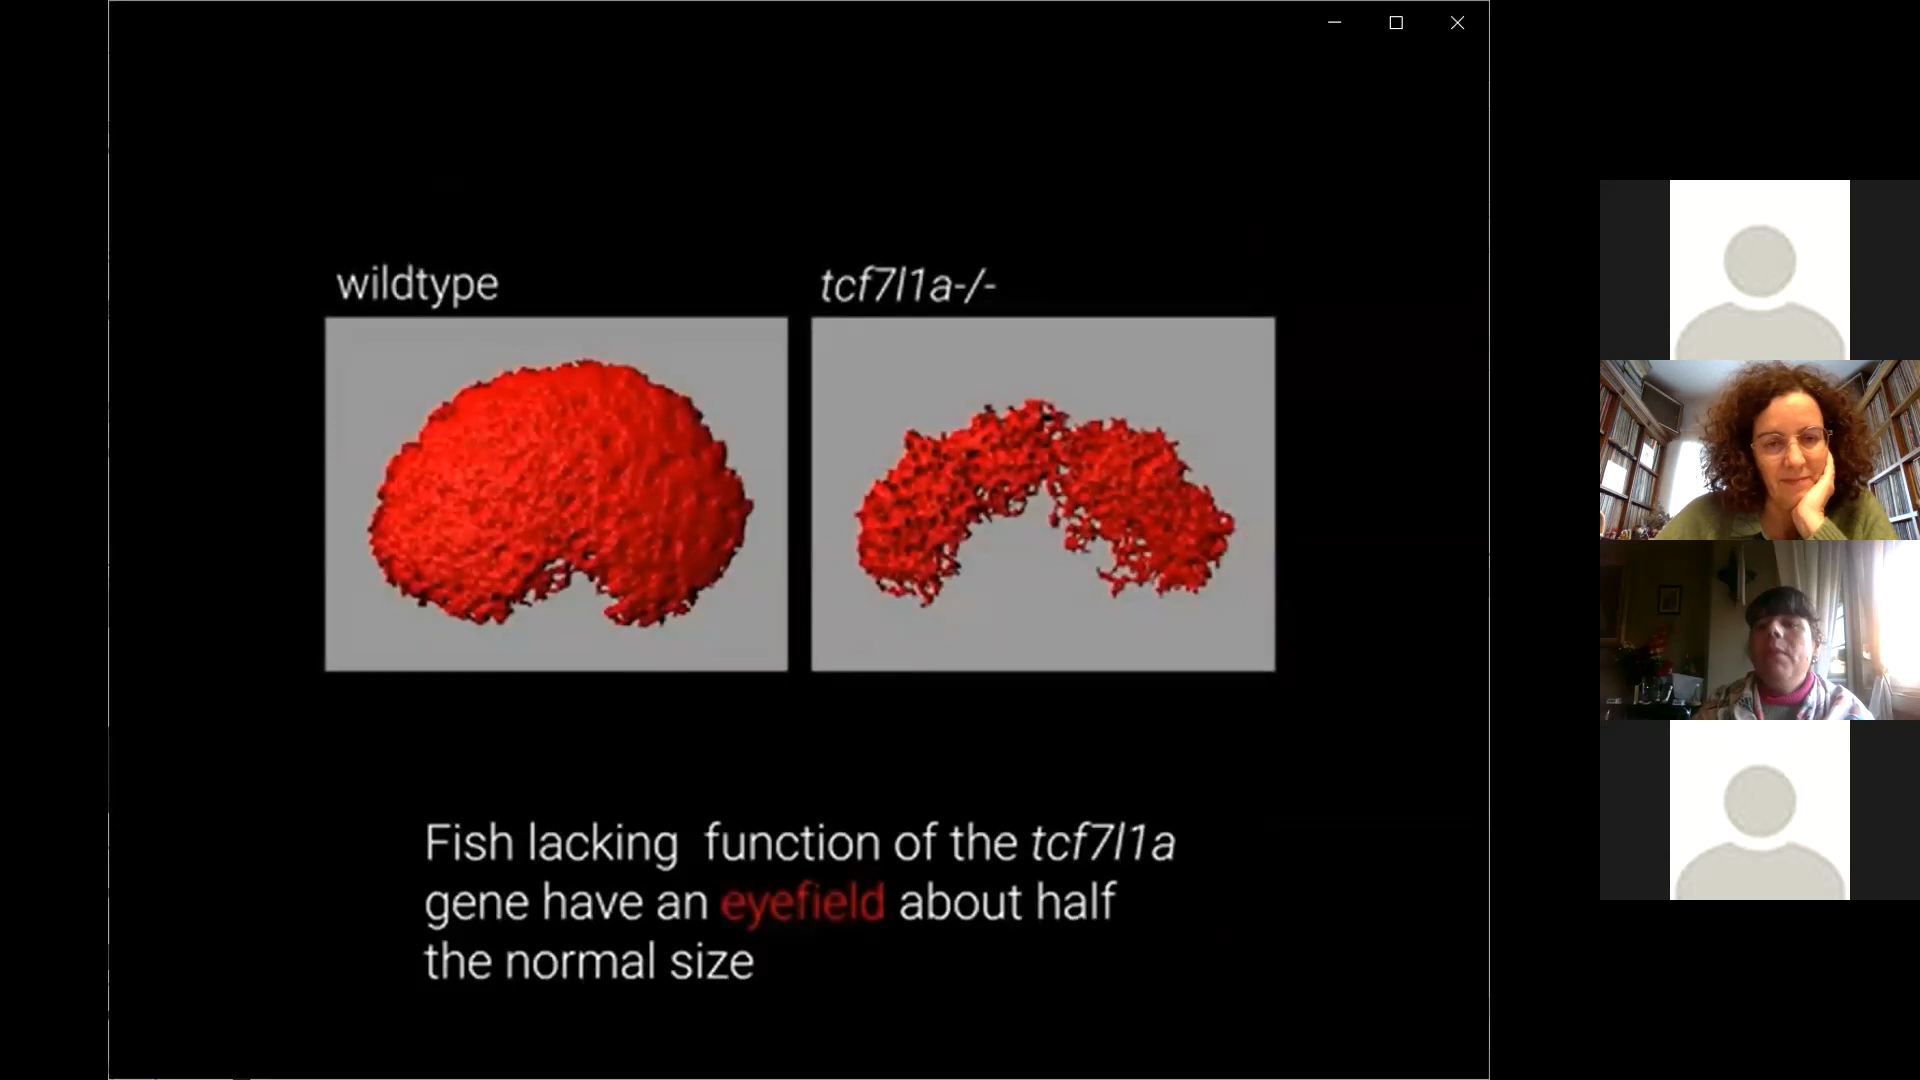 wildtype
tcf7l1a-/-
Fish lacking function of the tcf7l1a
gene have an eyefield about half
the normal size